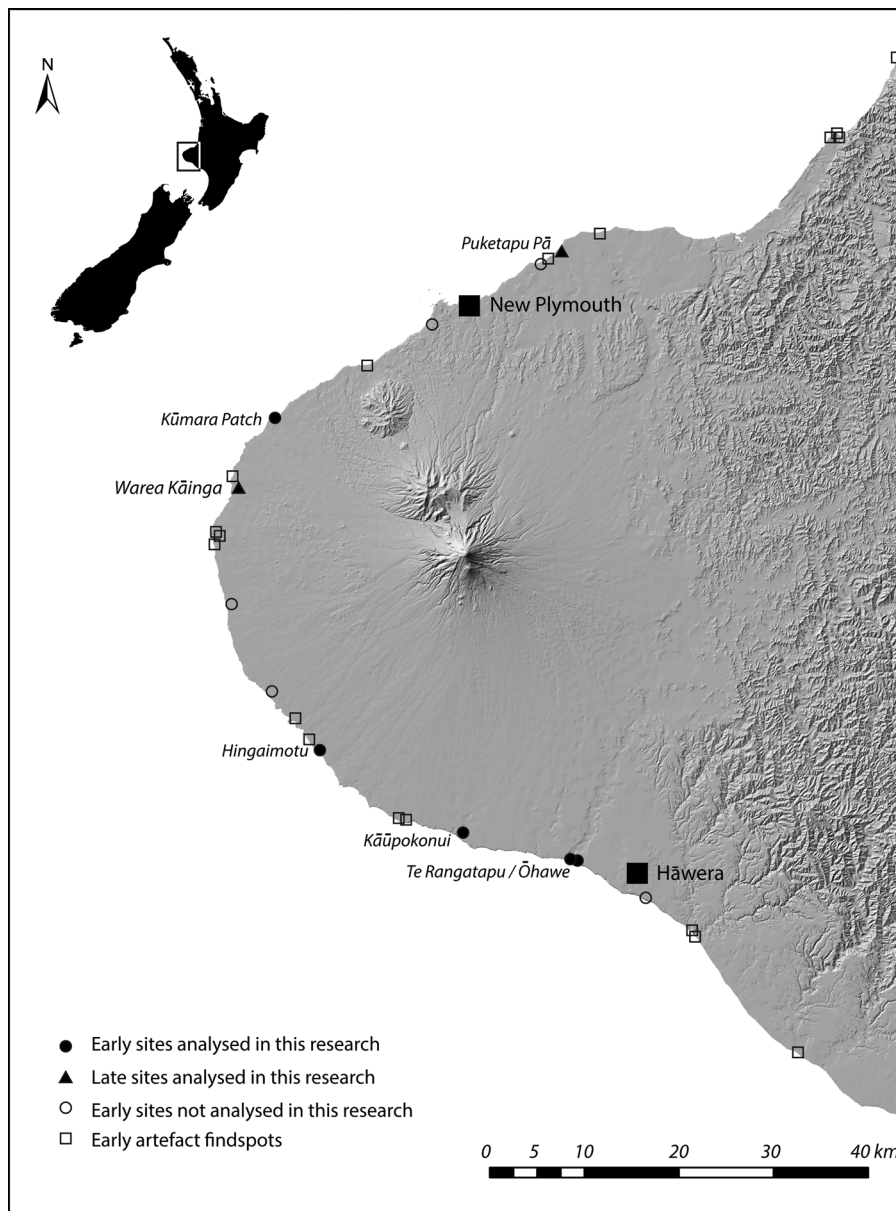 N
Puketapu Pā
New Plymouth
Kūmara Patch
Warea Kāinga
Hingaimotu
Kāūpokonui
Te Rangatapu / Ōhawe
Hāwera
Early sites analysed in this research
Late sites analysed in this research
Early sites not analysed in this research
Early artefact findspots
0 5 10 20 30 40 km